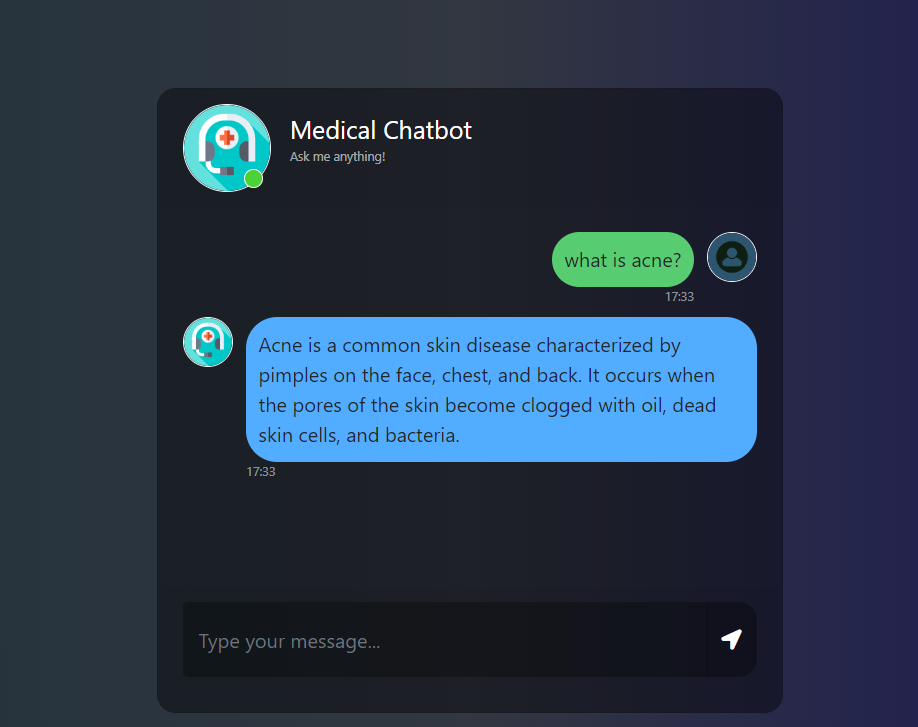 Medical Chatbot
Ask me anything!
what is acne?
17:33
Acne is a common skin disease characterized by
pimples on the face, chest, and back. It occurs when
the pores of the skin become clogged with oil, dead
skin cells, and bacteria.
17:33
Type your message...